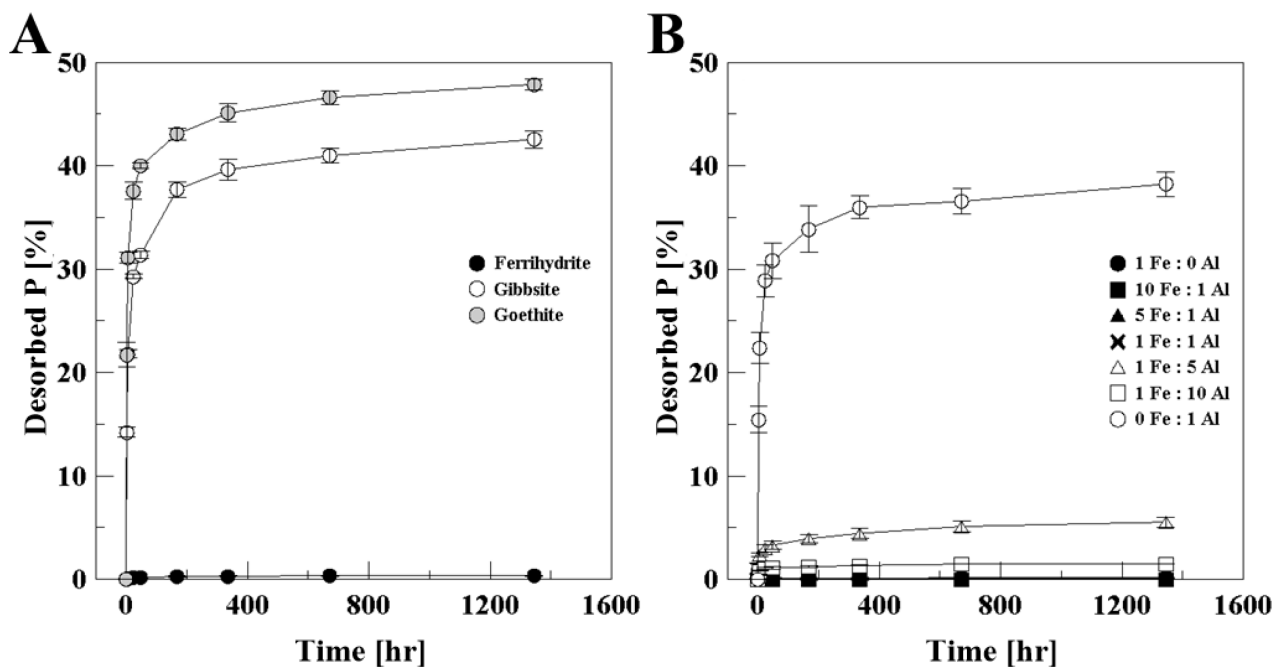 A
50
40
30
20
10
0
Desorbed P [%]
Ferrihydrite
Gibbsite
Goethite
0
400
800
1200
1600
Time [hr]
B
50
40
30
20
10
0
Desorbed P [%]
1 Fe : 0 Al
10 Fe : 1 Al
5 Fe : 1 Al
1 Fe : 1 Al
1 Fe : 5 Al
1 Fe : 10 Al
0 Fe : 1 Al
0
400
800
1200
1600
Time [hr]